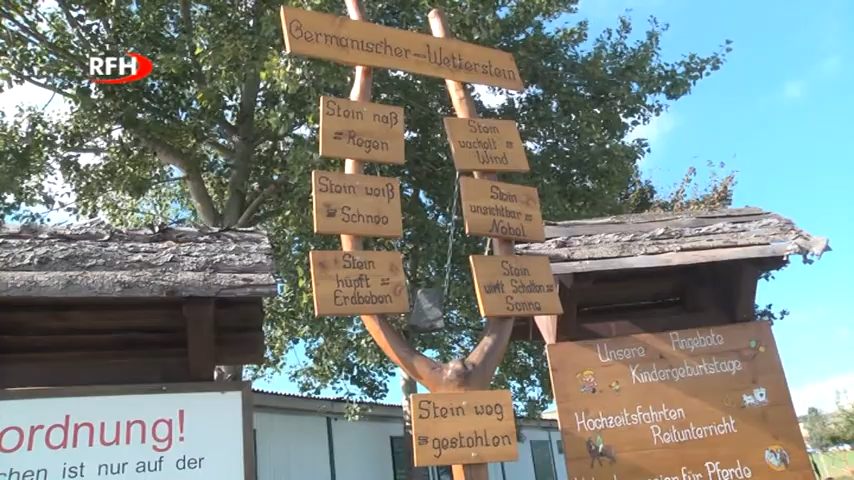 RFH
Germanischer-Wetterstein
Stein naß
= Regen
Stein weiß
= Schnee
Stein
hüpft =
Erdbeben
Stein
wackelt =
Wind
Stein
unsichtbar =
Nebel
Stein
wirft Schatten =
Sonne
Stein weg
= gestohlen
ordnung!
chen ist nur auf der
Unsere Angebote
Kindergeburtstage
Hochzeitsfahrten
Reitunterricht
für Pferde